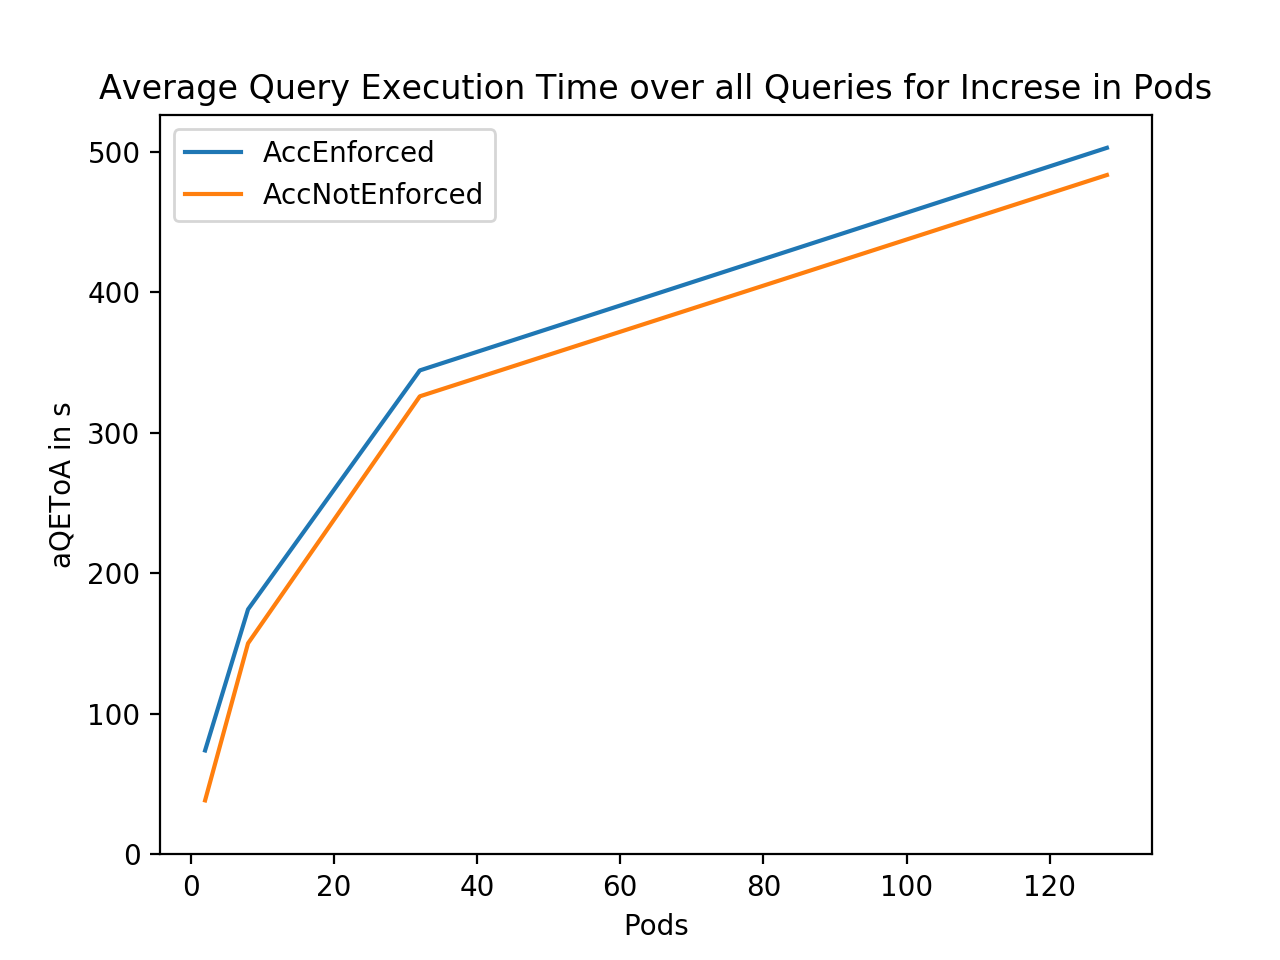 Average Query Execution Time over all Queries for Increse in Pods
AccEnforced
AccNotEnforced
500
400
300
200
100
0
aQEToA in s
0 20 40 60 80 100 120
Pods